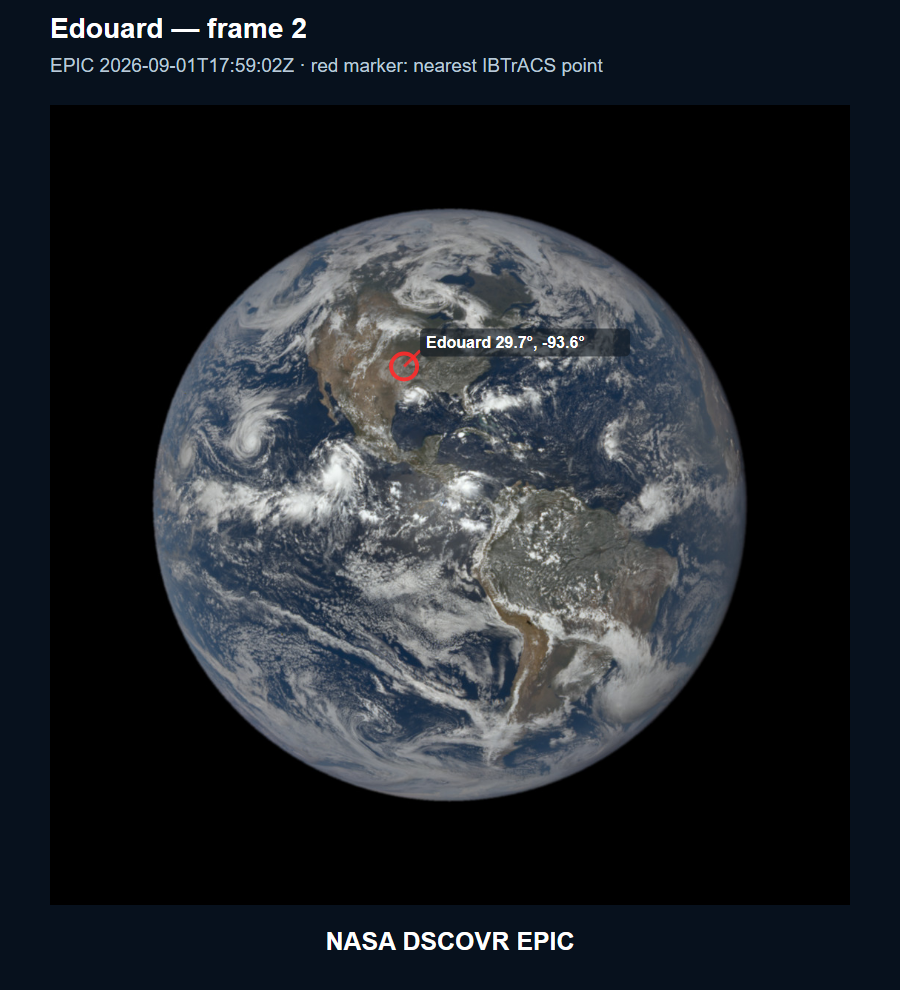 Edouard — frame 2
EPIC 2026-09-01T17:59:02Z · red marker: nearest IBTrACS point
Edouard 29.7°, -93.6°
NASA DSCOVR EPIC